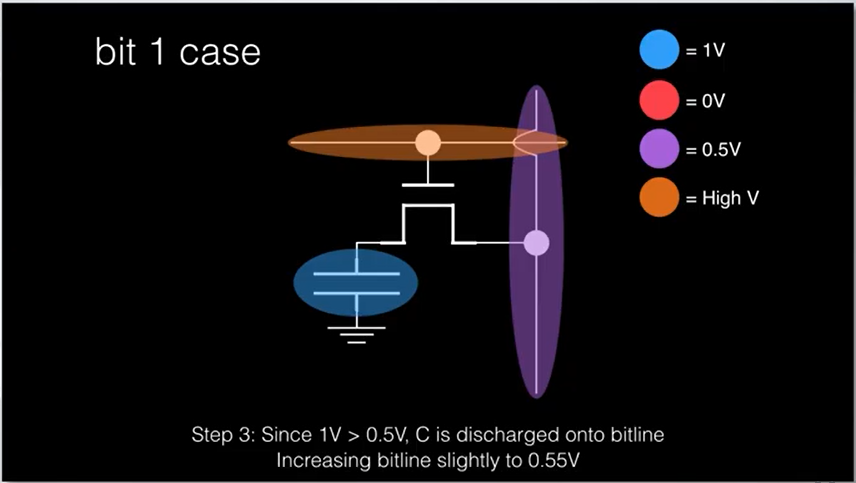 bit 1 case
= 1V
= 0V
= 0.5V
= High V
Step 3: Since 1V > 0.5V, C is discharged onto bitline
Increasing bitline slightly to 0.55V